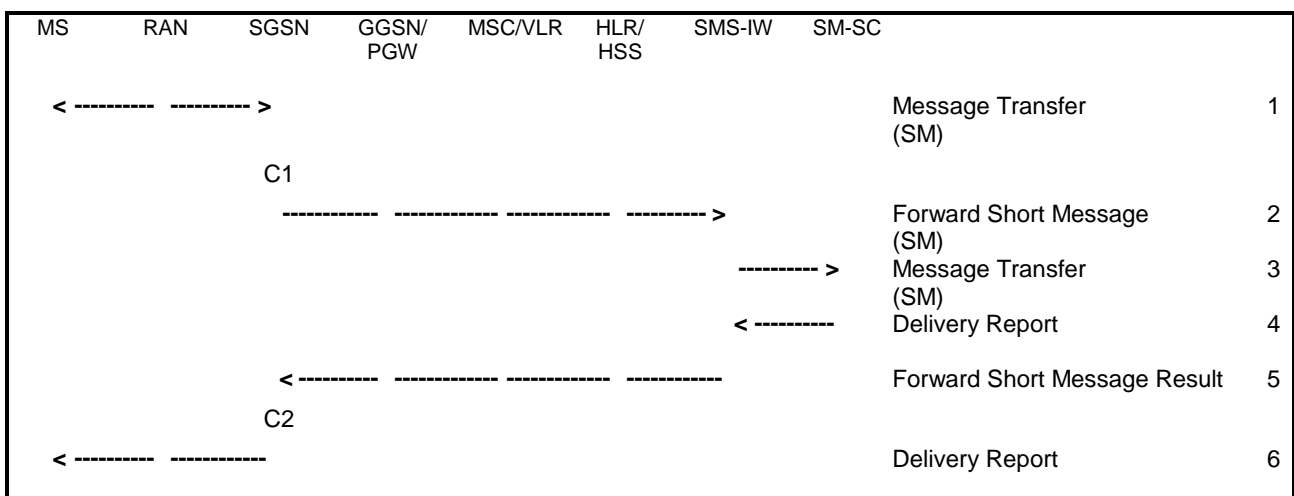 MS RAN SGSN GGSN/ MSC/VLR HLR/ SMS-IW SM-SC
PGW HSS
< ---------- ---------- > Message Transfer 1
(SM)
C1
------------ ------------- ------------- ---------- > Forward Short Message 2
(SM)
---------- > Message Transfer 3
(SM)
< ---------- Delivery Report 4
< ---------- ------------- ------------- ------------ Forward Short Message Result 5
C2
< ---------- ------------ Delivery Report 6